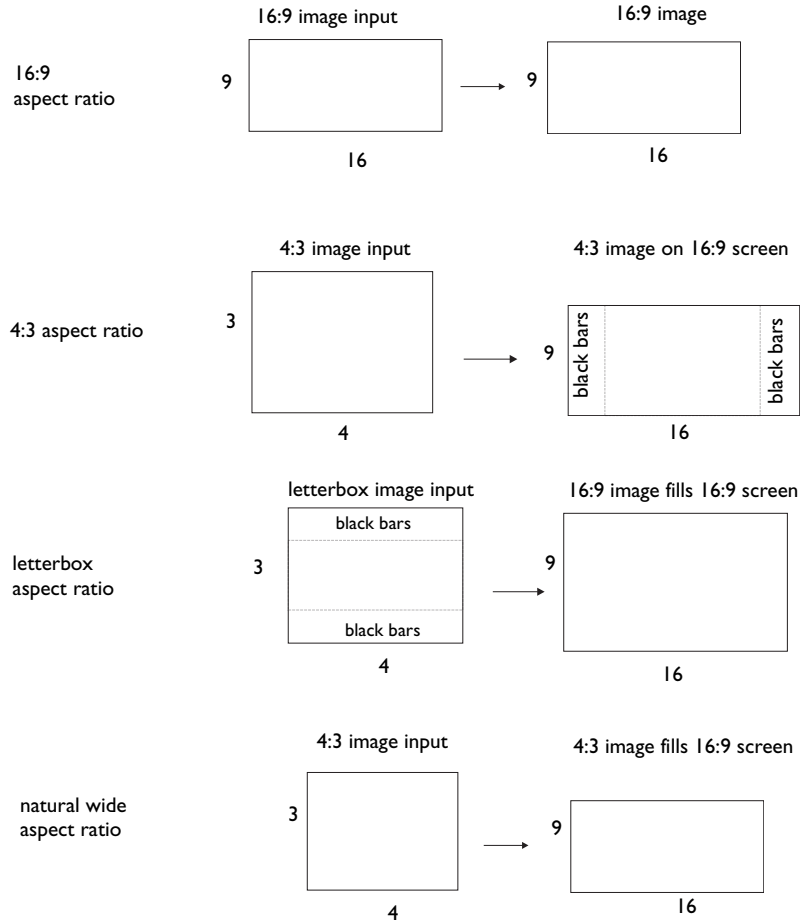 16:9 image input
16:9 image
16:9
aspect ratio
9
9
16
16
4:3 image input
4:3 image on 16:9 screen
4:3 aspect ratio
3
9
black bars
black bars
4
16
letterbox image input
16:9 image fills 16:9 screen
black bars
letterbox
aspect ratio
3
9
black bars
4
16
4:3 image input
4:3 image fills 16:9 screen
natural wide
aspect ratio
3
9
4
16